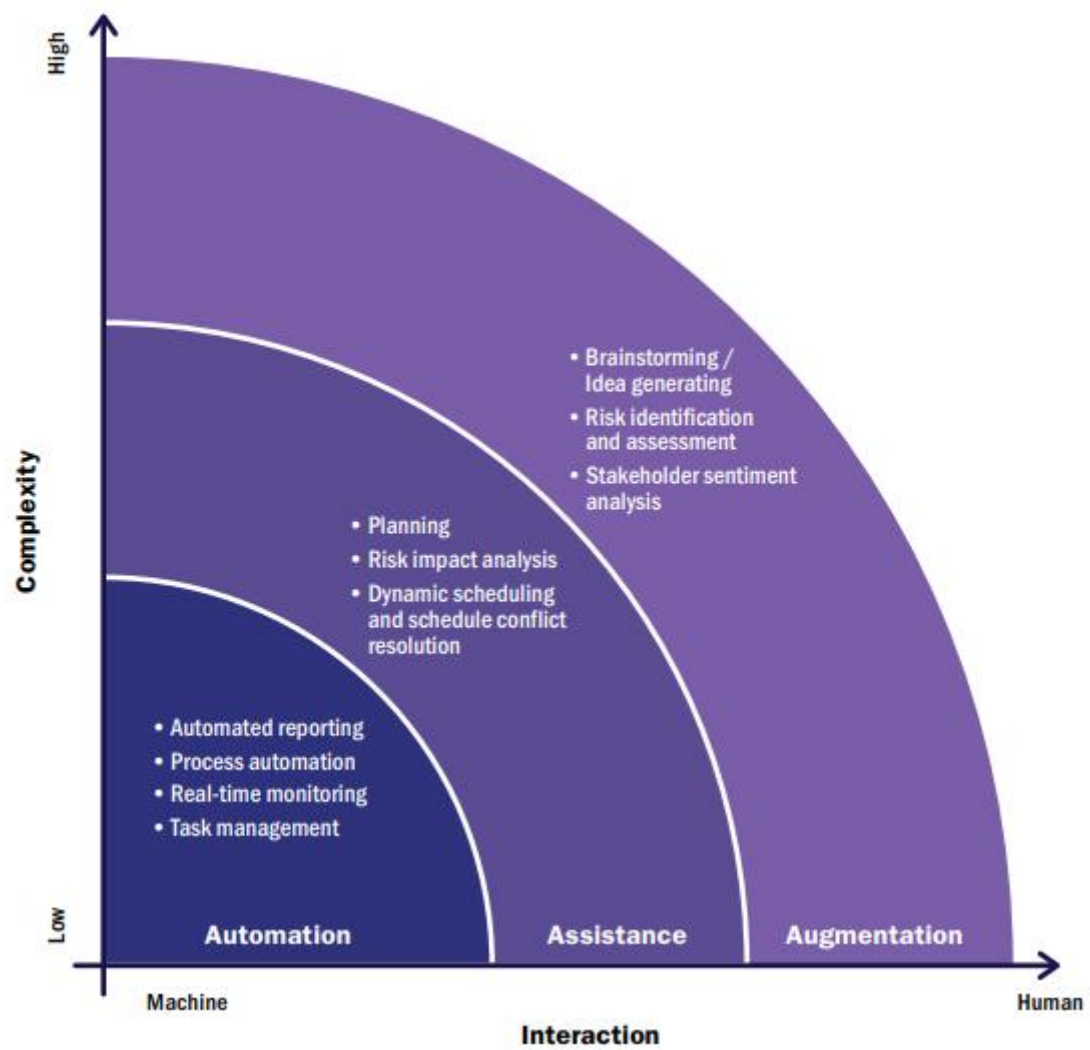 High
• Brainstorming /
Idea generating
• Risk identification
and assessment
• Stakeholder sentiment
analysis
Complexity
• Planning
• Risk impact analysis
• Dynamic scheduling
and schedule conflict
resolution
• Automated reporting
• Process automation
• Real-time monitoring
• Task management
Low
Automation
Assistance
Augmentation
Machine
Human
Interaction